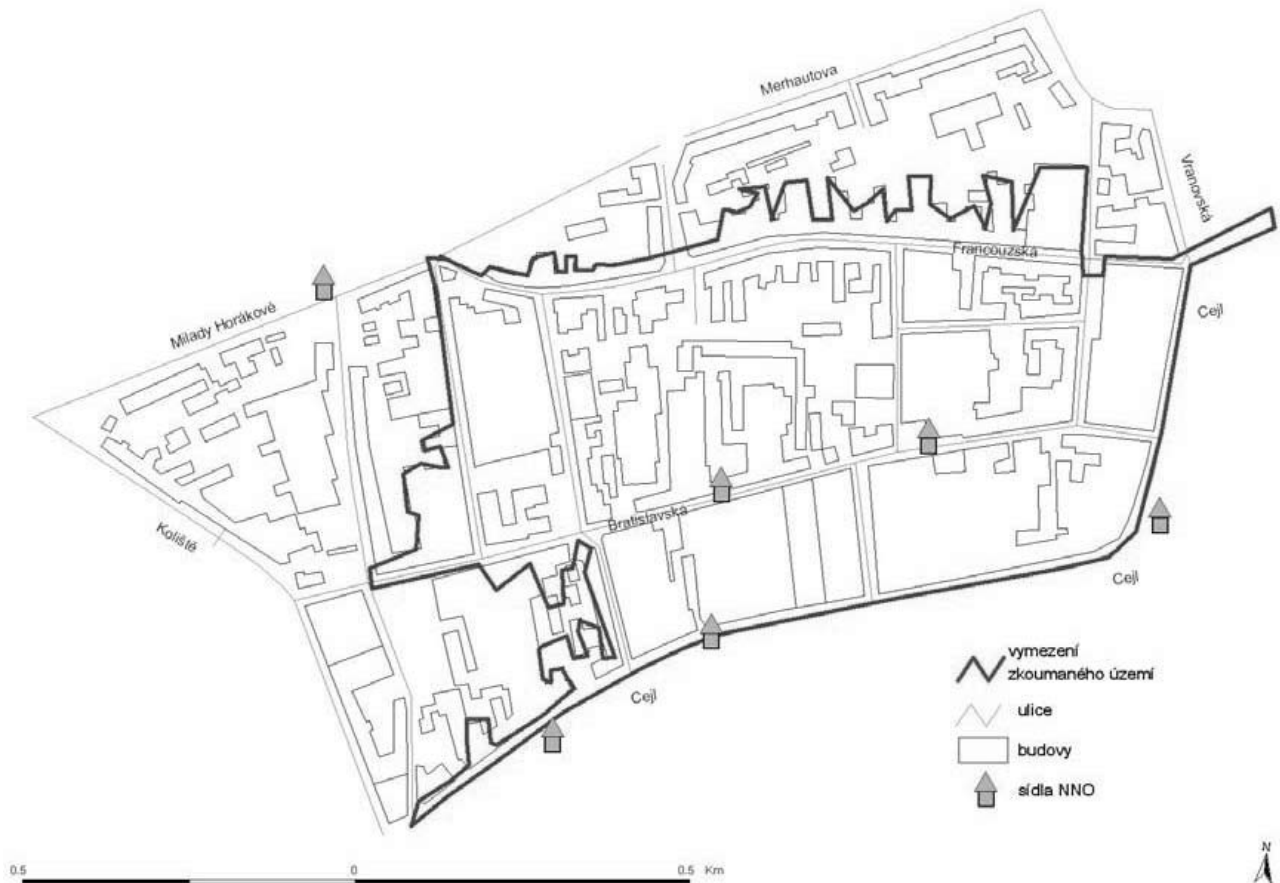 Merhautova
Vranovská
Francouzská
Milady Horákové
Cejl
Koliště
Bratislavská
Cejl
Cejl
vymezení
zkoumaného území
ulice
budovy
sídla NNO
0.5 0 0.5 Km
N